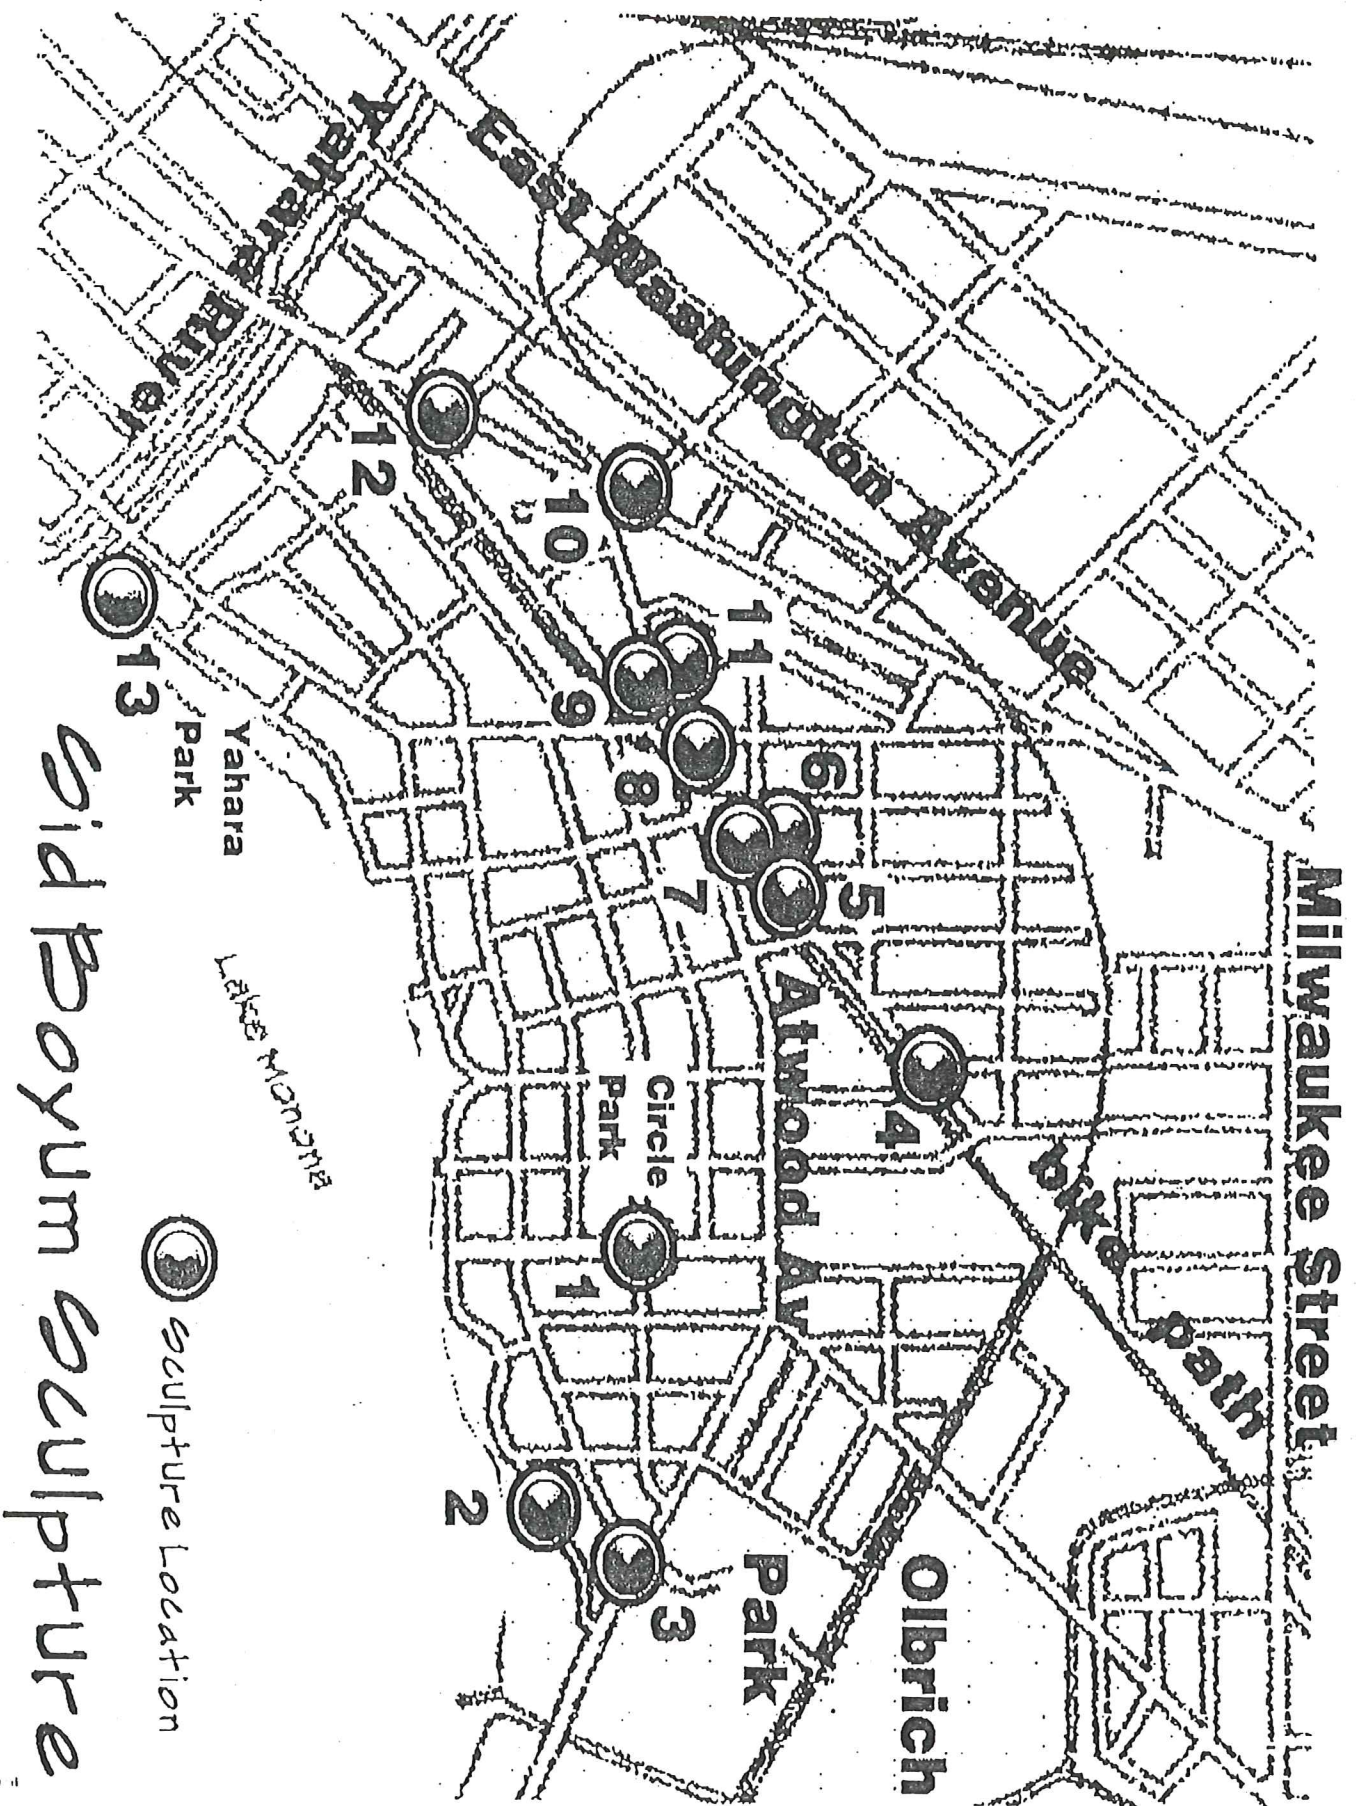 East Washington Avenue
Milwaukee Street
Yahara River
12
10
11
6
5
9
8
7
4
bike path
Atwood Av
13
Yahara
Park
Circle
Park
1
Olbrich
Park
2
3
Lake Monona
Sculpture Location
Sid Boyum Sculpture